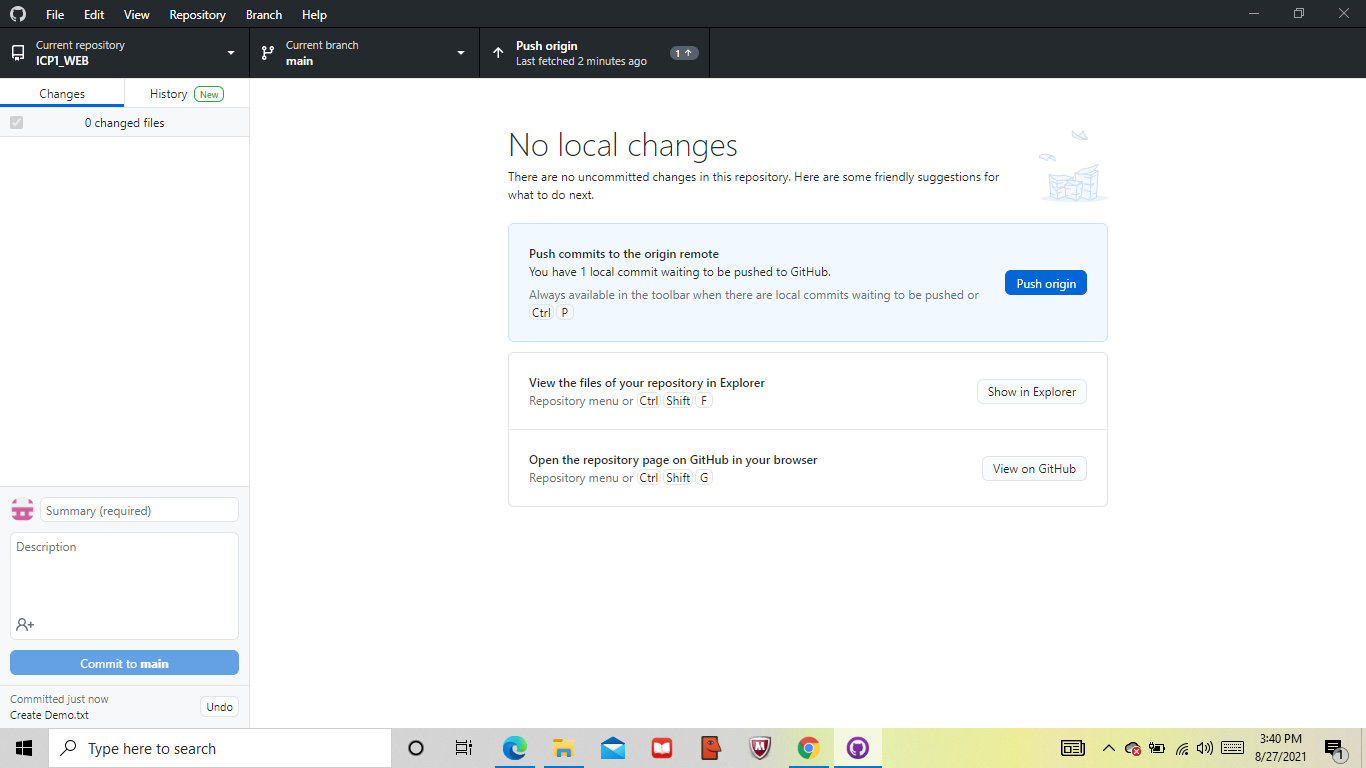 File Edit View Repository Branch Help
Current repository
ICP1_WEB
Current branch
main
Push origin
Last fetched 2 minutes ago
1
Changes
History New
0 changed files
No local changes
There are no uncommitted changes in this repository. Here are some friendly suggestions for
what to do next.
Push commits to the origin remote
You have 1 local commit waiting to be pushed to GitHub.
Always available in the toolbar when there are local commits waiting to be pushed or
Ctrl P
Push origin
View the files of your repository in Explorer
Repository menu or Ctrl Shift F
Show in Explorer
Open the repository page on GitHub in your browser
Repository menu or Ctrl Shift G
View on GitHub
Summary (required)
Description
Commit to main
Committed just now
Create Demo.txt
Undo
Type here to search
3:40 PM
8/27/2021
1